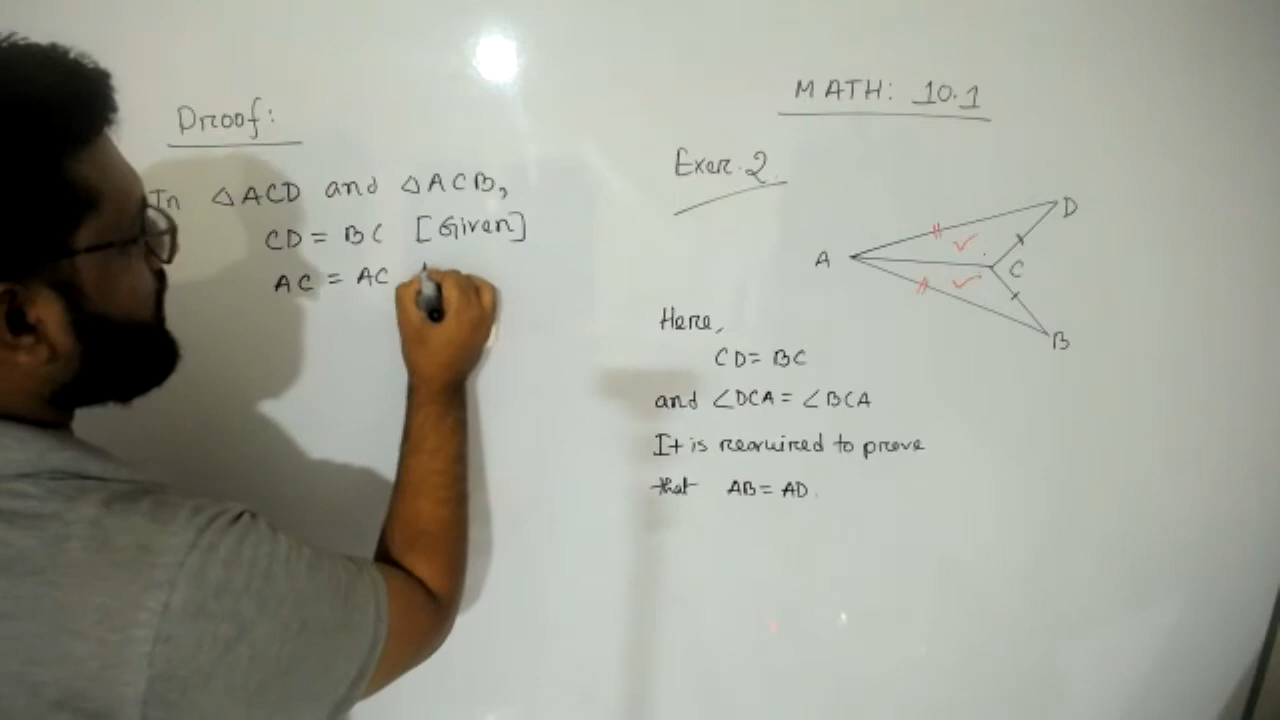 Proof:
In △ACD and △ACB,
CD = BC [Given]
AC = AC
MATH: 10.1
Exer. 2
A
D
C
B
Here,
CD = BC
and ∠DCA = ∠BCA
It is reqruired to prove
that AB = AD.